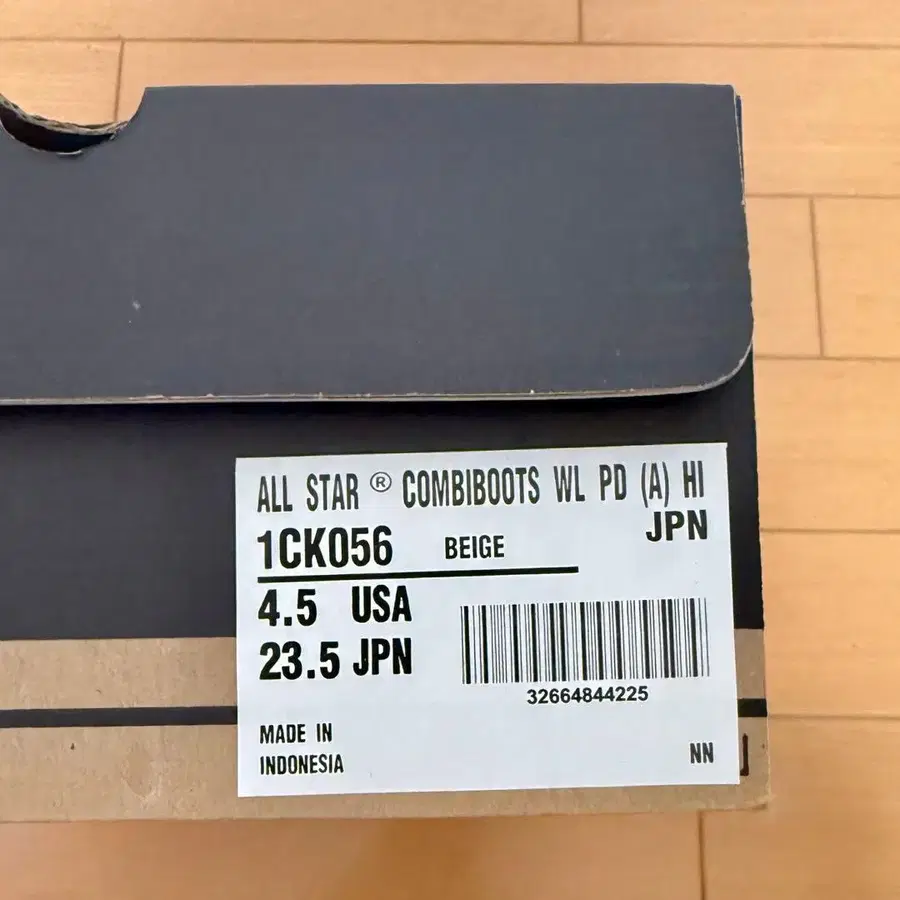 ALL STAR ® COMBIBOOTS WL PD (A) HI
JPN
1CK056 BEIGE
4.5 USA
23.5 JPN
32664844225
MADE IN
INDONESIA
NN